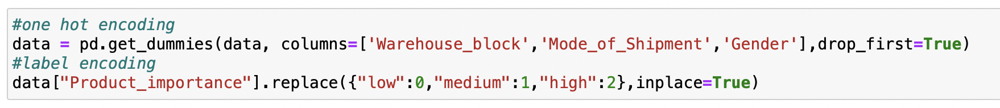 #one hot encoding
data = pd.get_dummies(data, columns=['Warehouse_block','Mode_of_Shipment','Gender'],drop_first=True)
#label encoding
data["Product_importance"].replace({"low":0,"medium":1,"high":2},inplace=True)